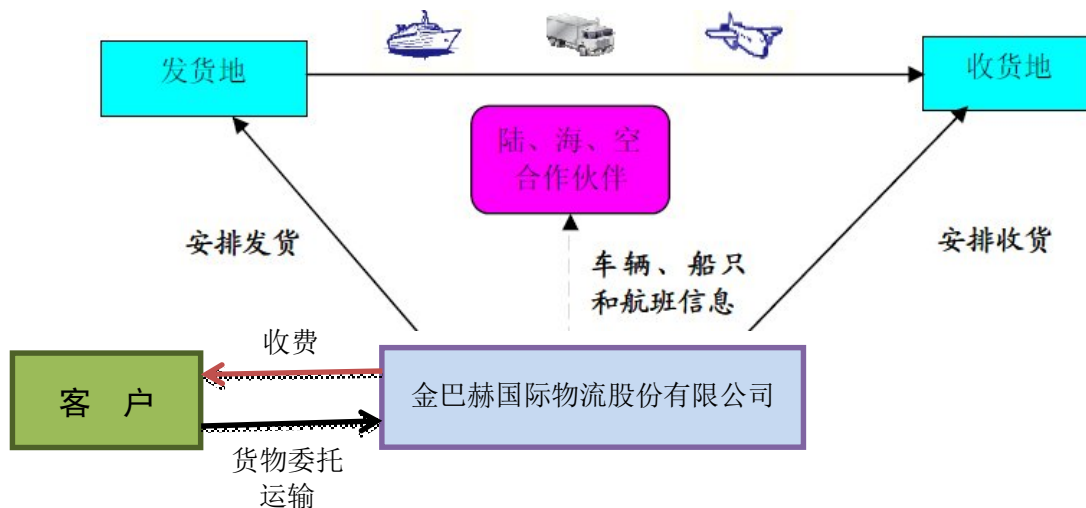 发货地
收货地
陆、海、空
合作伙伴
安排发货
车辆、船只
和航班信息
安排收货
收费
客 户
金巴赫国际物流股份有限公司
货物委托
运输